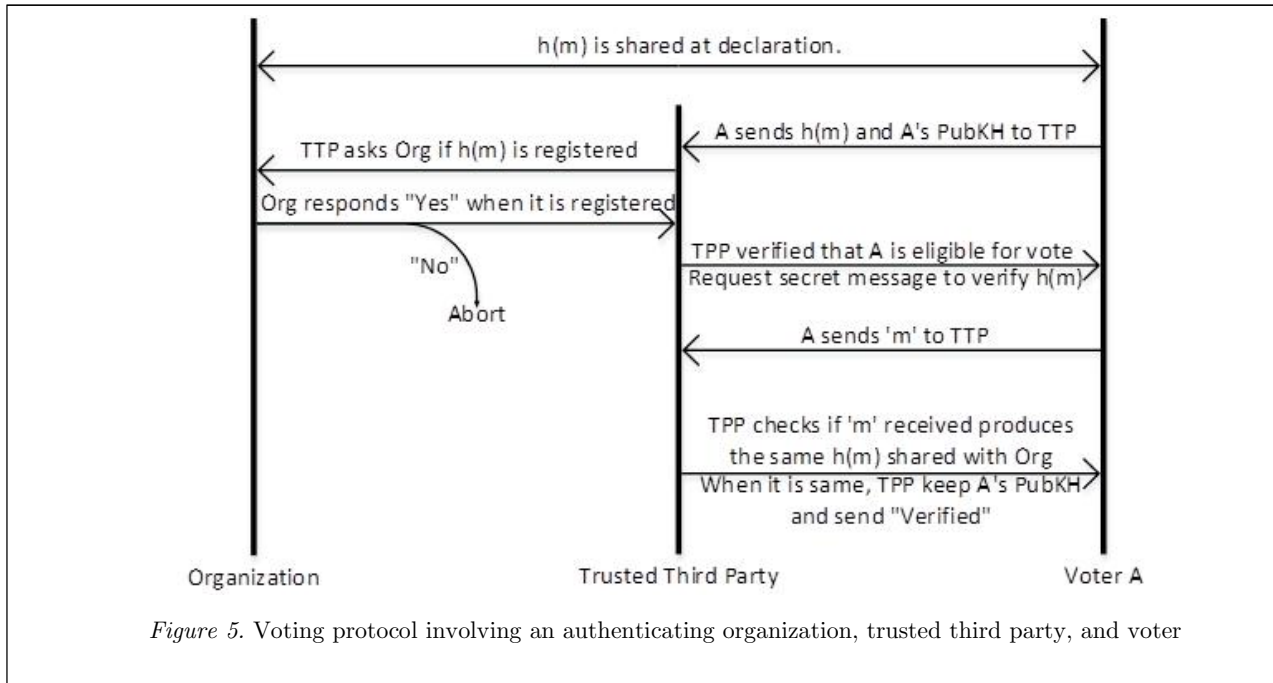 h(m) is shared at declaration.
A sends h(m) and A's PubKH to TTP
TTP asks Org if h(m) is registered
Org responds "Yes" when it is registered
"No"
Abort
TPP verified that A is eligible for vote
Request secret message to verify h(m)
A sends 'm' to TTP
TPP checks if 'm' received produces
the same h(m) shared with Org
When it is same, TPP keep A's PubKH
and send "Verified"
Organization
Trusted Third Party
Voter A
Figure 5. Voting protocol involving an authenticating organization, trusted third party, and voter